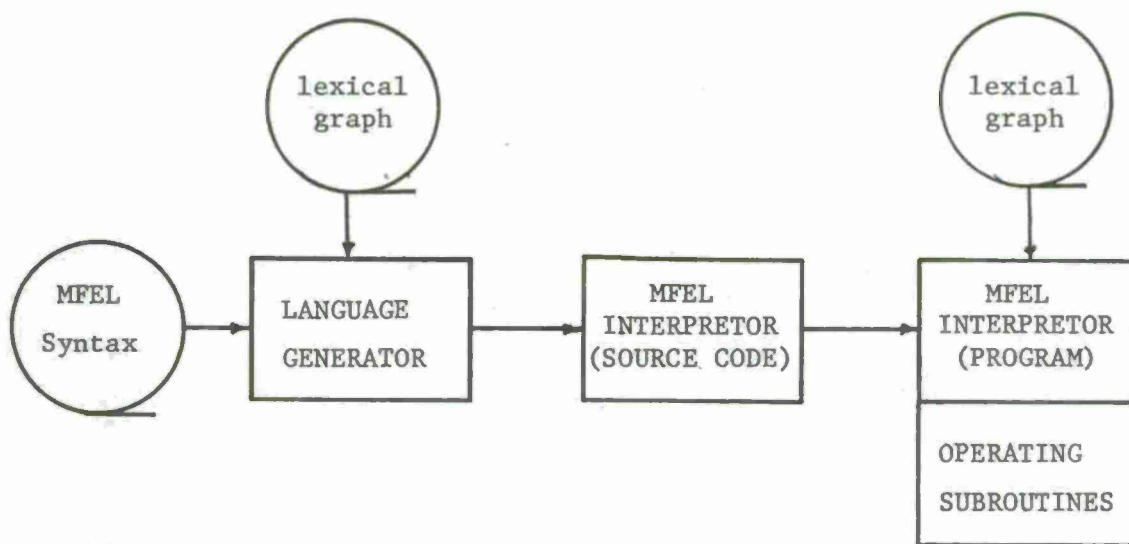 lexical
graph
lexical
graph
MFEL
Syntax
LANGUAGE
GENERATOR
MFEL
INTERPRETOR
(SOURCE CODE)
MFEL
INTERPRETOR
(PROGRAM)
OPERATING
SUBROUTINES